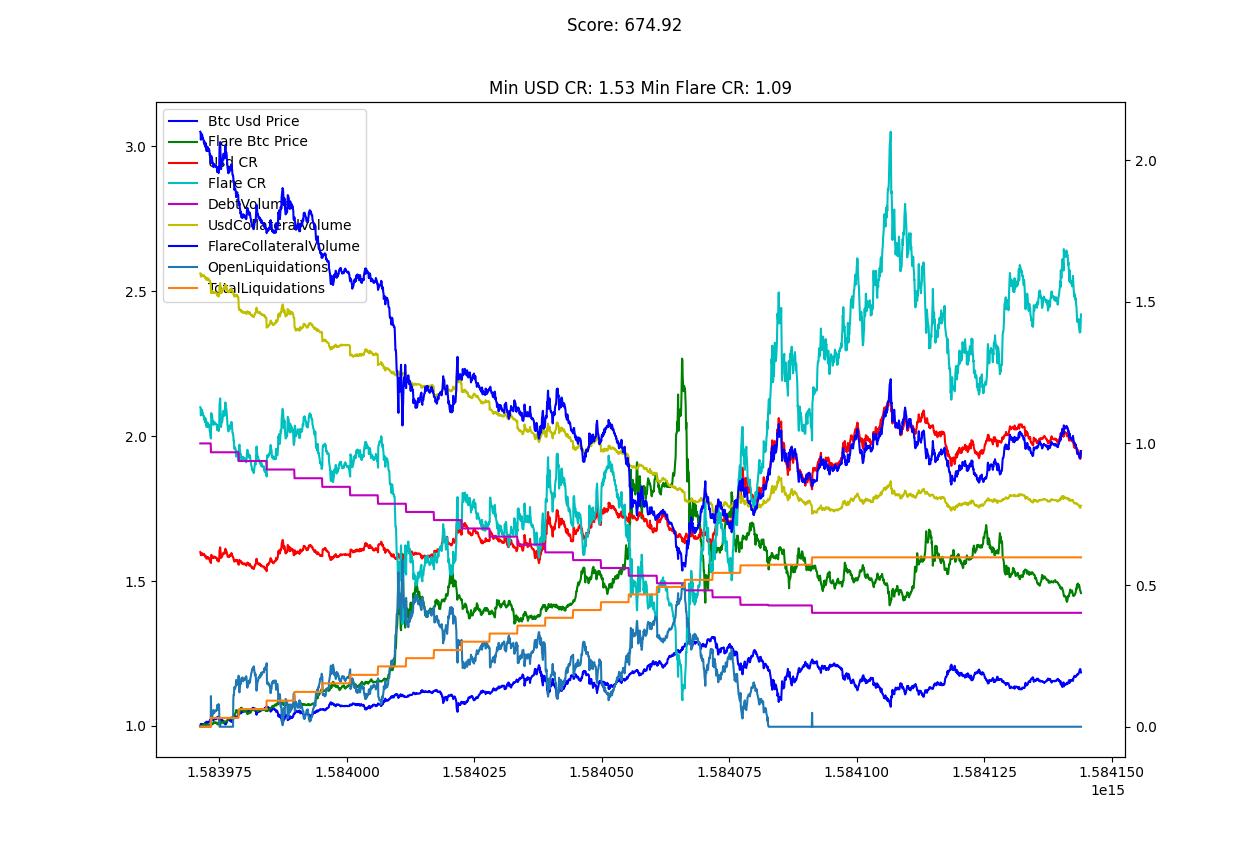 Score: 674.92
Min USD CR: 1.53 Min Flare CR: 1.09
Btc Usd Price
Flare Btc Price
Usd CR
Flare CR
DebtVolume
UsdCollateralVolume
FlareCollateralVolume
OpenLiquidations
TotalLiquidations
3.0
2.5
2.0
1.5
1.0
2.0
1.5
1.0
0.5
0.0
1.583975 1.584000 1.584025 1.584050 1.584075 1.584100 1.584125 1.584150
1e15